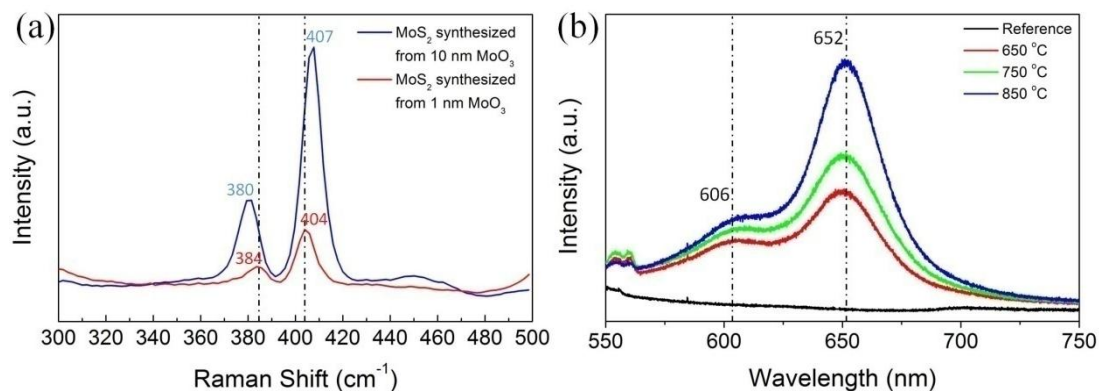 (a)
407
MoS₂ synthesized
from 10 nm MoO₃
MoS₂ synthesized
from 1 nm MoO₃
380
404
384
Intensity (a.u.)
300 320 340 360 380 400 420 440 460 480 500
Raman Shift (cm⁻¹)
(b)
652
Reference
650 °C
750 °C
850 °C
606
Intensity (a.u.)
550 600 650 700 750
Wavelength (nm)